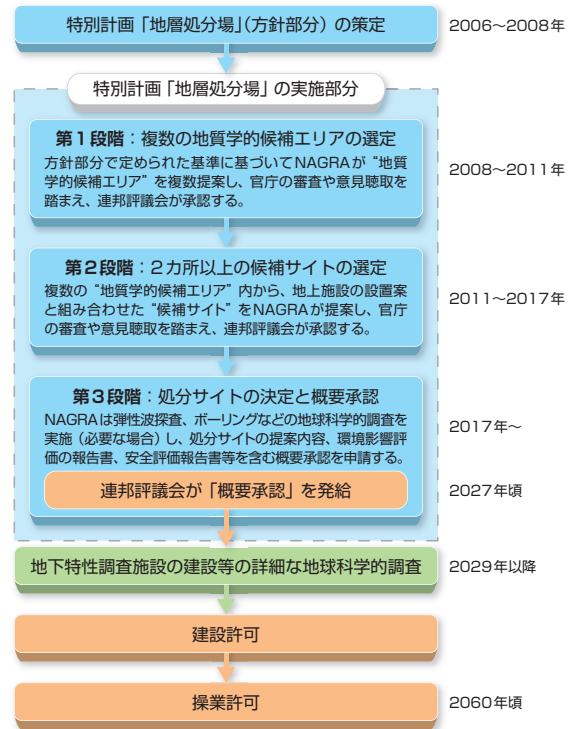 特別計画「地層処分場」（方針部分）の策定
2006～2008年
特別計画「地層処分場」の実施部分
第1段階：複数の地質学的候補エリアの選定
方針部分で定められた基準に基づいてNAGRAが“地質
学的候補エリア”を複数提案し、官庁の審査や意見聴取を
踏まえ、連邦評議会が承認する。
2008～2011年
第2段階：2カ所以上の候補サイトの選定
複数の“地質学的候補エリア”内から、地上施設の設置案
と組み合わせた“候補サイト”をNAGRAが提案し、官庁
の審査や意見聴取を踏まえ、連邦評議会が承認する。
2011～2017年
第3段階：処分サイトの決定と概要承認
NAGRAは弾性波探査、ボーリングなどの地球科学的調査を
実施（必要な場合）し、処分サイトの提案内容、環境影響評
価の報告書、安全評価報告書等を含む概要承認を申請する。
2017年～
連邦評議会が「概要承認」を発給
2027年頃
地下特性調査施設の建設等の詳細な地球科学的調査
2029年以降
建設許可
操業許可
2060年頃